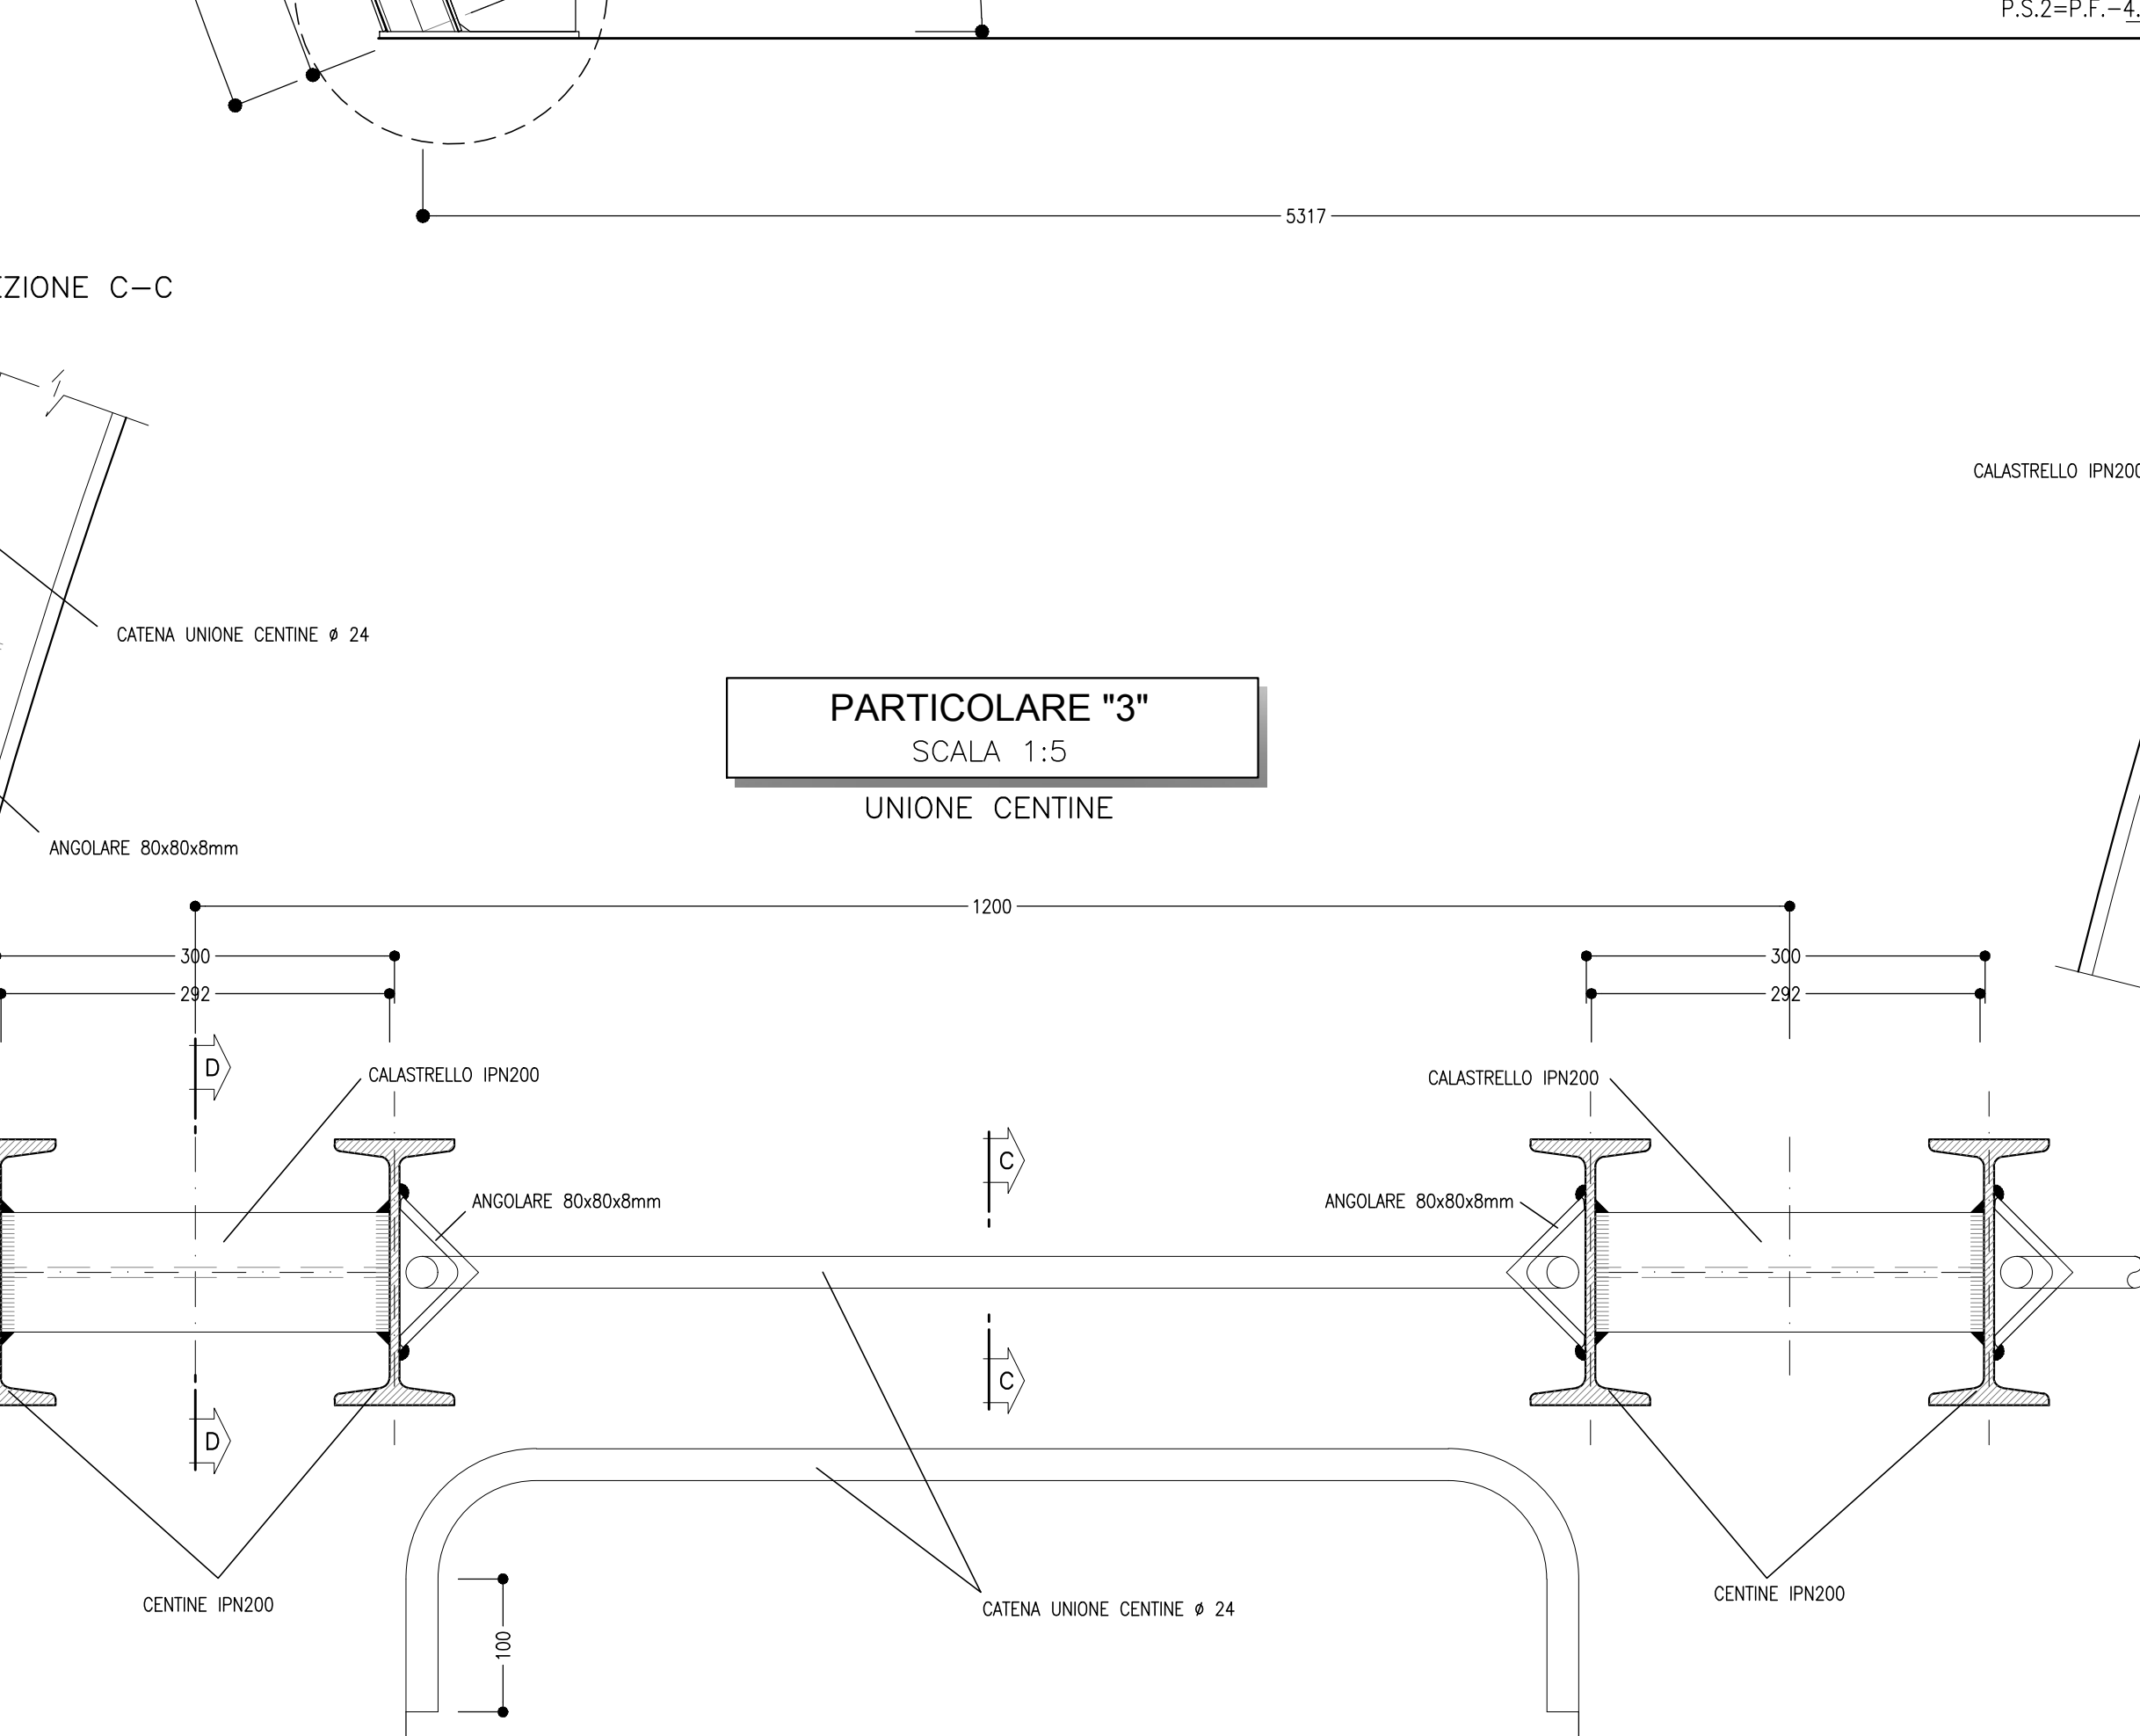 P.S.2=P.F.-4.
5317
EZIONE C-C
CALASTRELLO IPN200
CATENA UNIONE CENTINE ø 24
PARTICOLARE "3"
SCALA 1:5
UNIONE CENTINE
ANGOLARE 80x80x8mm
1200
300
300
292
292
D
CALASTRELLO IPN200
CALASTRELLO IPN200
C
ANGOLARE 80x80x8mm
ANGOLARE 80x80x8mm
C
D
CENTINE IPN200
CENTINE IPN200
CATENA UNIONE CENTINE ø 24
100